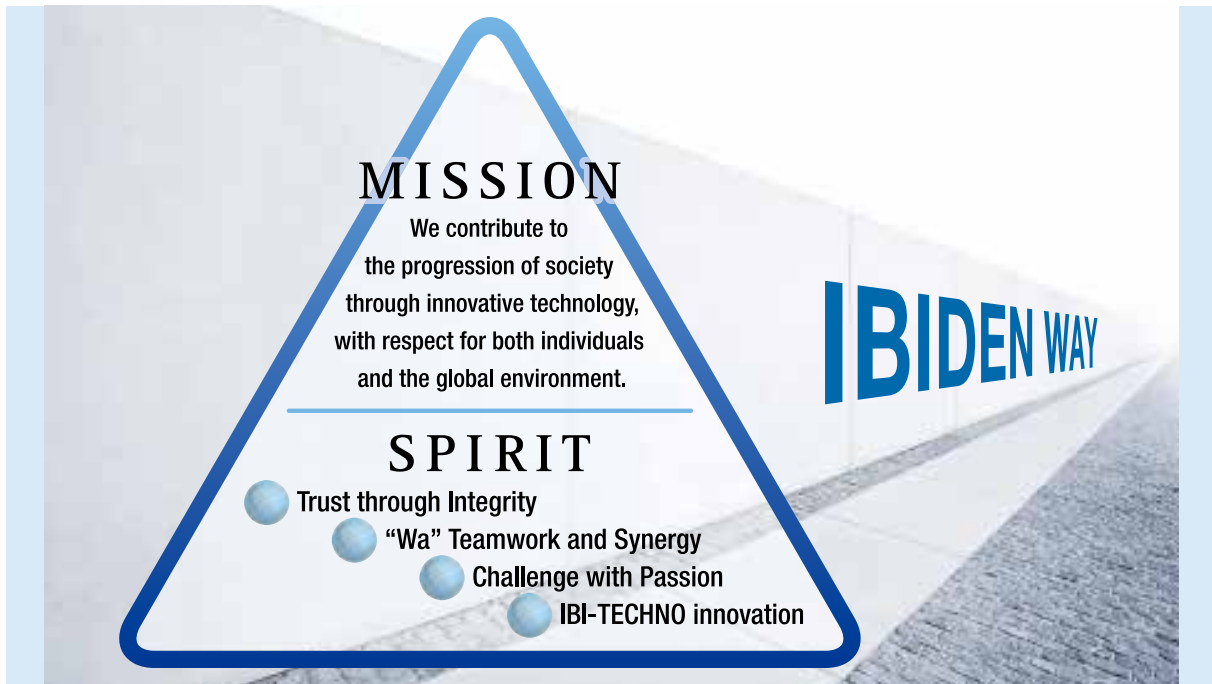 MISSION
We contribute to
the progression of society
through innovative technology,
with respect for both individuals
and the global environment.
SPIRIT
Trust through Integrity
“Wa” Teamwork and Synergy
Challenge with Passion
IBI-TECHNO innovation
IBIDEN WAY